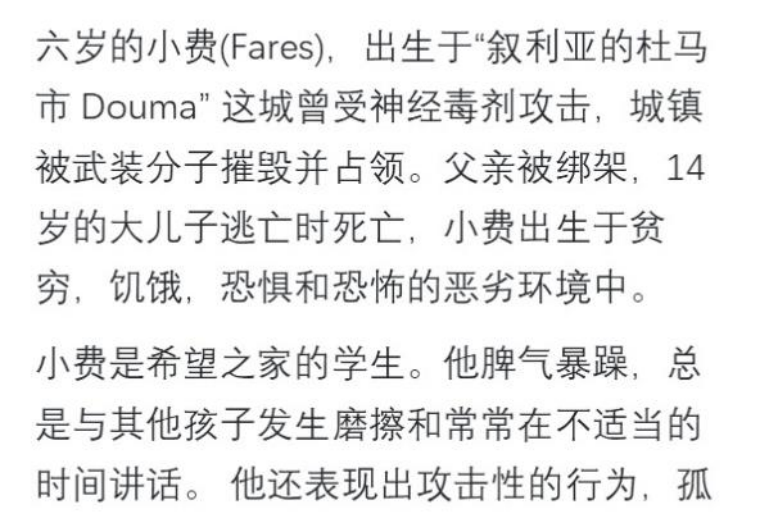 六岁的小费(Fares)，出生于“叙利亚的杜马
市 Douma” 这城曾受神经毒剂攻击，城镇
被武装分子摧毁并占领。父亲被绑架，14
岁的大儿子逃亡时死亡，小费出生于贫
穷，饥饿，恐惧和恐怖的恶劣环境中。
小费是希望之家的学生。他脾气暴躁，总
是与其他孩子发生磨擦和常常在不适当的
时间讲话。 他还表现出攻击性的行为，孤